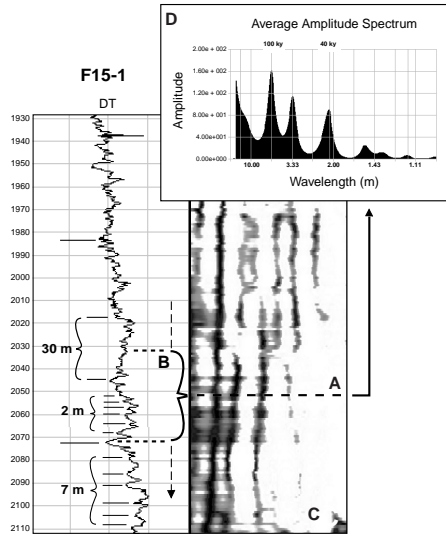 D
Average Amplitude Spectrum
100 ky
40 ky
2.00e + 002
1.60e + 002
1.20e + 002
8.00e + 001
4.00e+001
0.00e+000
Amplitude
10.00
3.33
2.00
1.43
1.11
Wavelength (m)
F15-1
DT
1930
1940
1950
1960
1970
1980
1990
2000
2010
2020
2030
2040
2050
2060
2070
2080
2090
2100
2110
30 m
2 m
7 m
B
A
C